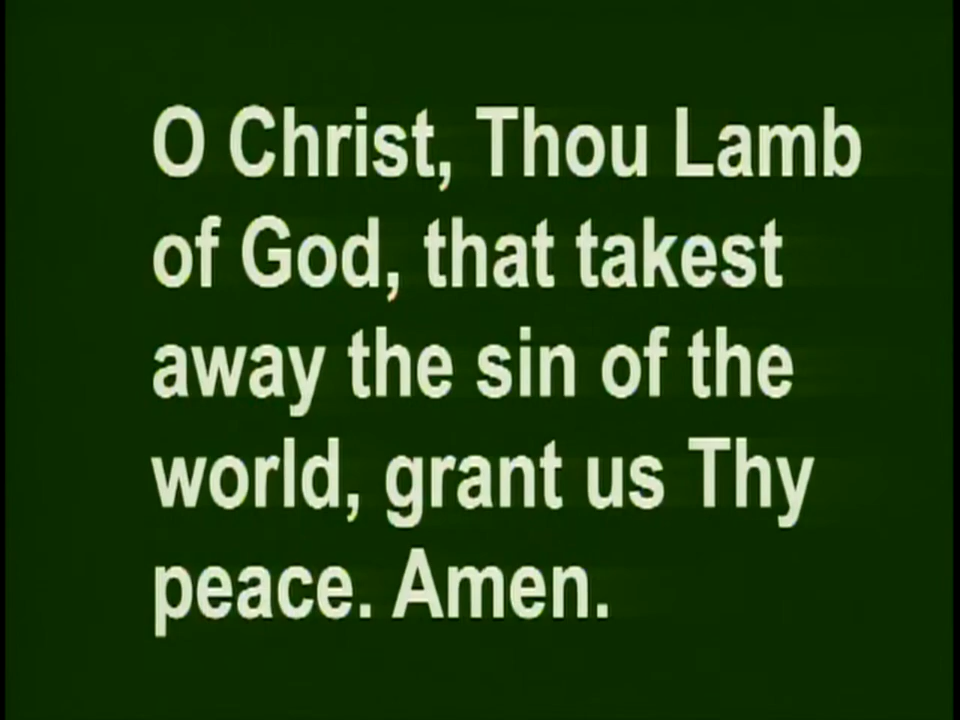 O Christ, Thou Lamb
of God, that takest
away the sin of the
world, grant us Thy
peace. Amen.